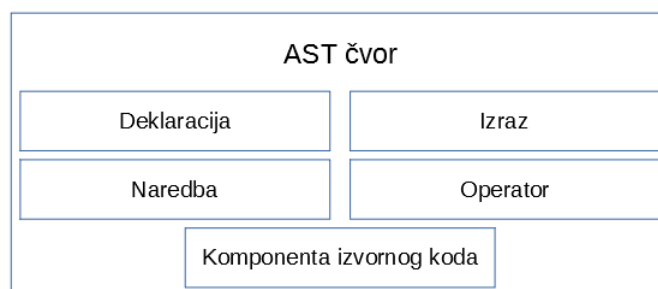 AST čvor
Deklaracija
Izraz
Naredba
Operator
Komponenta izvornog koda